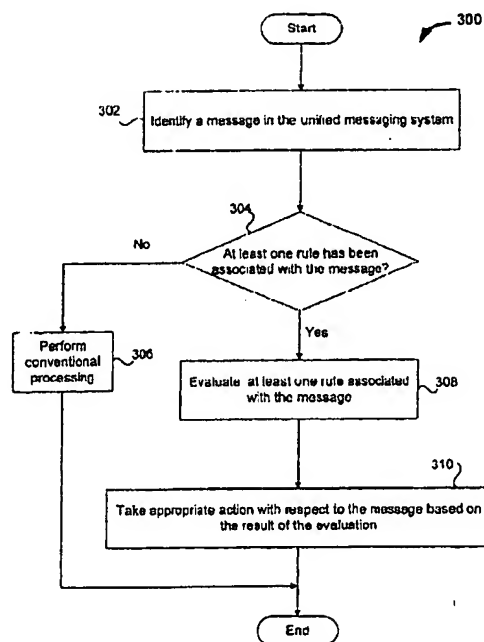 300
Start
302
Identify a message in the unified messaging system
304
No
At least one rule has been
associated with the message?
Yes
Perform
conventional
processing
306
Evaluate at least one rule associated
with the message
308
310
Take appropriate action with respect to the message based on
the result of the evaluation
End